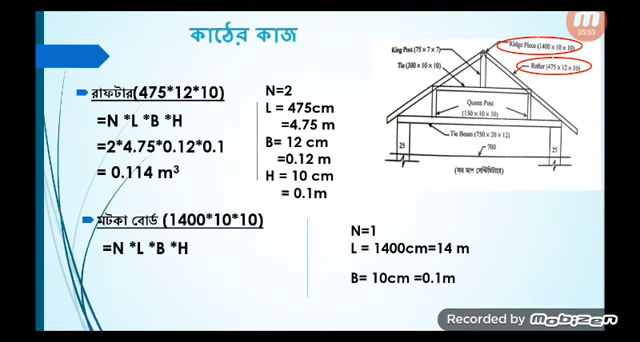 কাঠের কাজ
05:03
রাফটার(475*12*10)
=N *L *B *H
=2*4.75*0.12*0.1
= 0.114 m³
N=2
L = 475cm
=4.75 m
B= 12 cm
=0.12 m
H = 10 cm
= 0.1m
King Post (75 × 7 × 7)
Tie (300 × 10 × 10)
Ridge Piece (1400 × 10 × 10)
Rafter (475 × 12 × 10)
Queen Post
(150 × 10 × 10)
Tie Beam (750 × 20 × 12)
25
700
25
(সব মাপ সেন্টিমিটারে)
মটকা বোর্ড (1400*10*10)
=N *L *B *H
N=1
L = 1400cm=14 m
B= 10cm =0.1m
Recorded by Mobizen